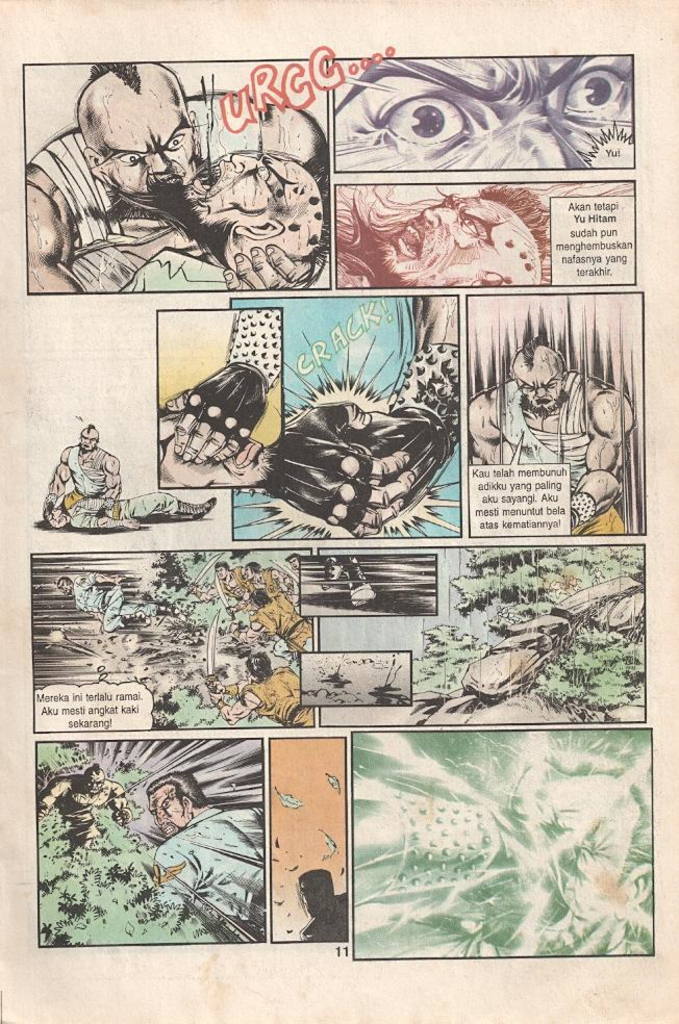 URGG....
Yu!
Akan tetapi
Yu Hitam
sudah pun
menghembuskan
nafasnya yang
terakhir.
CRACK!
Kau telah membunuh
adikku yang paling
aku sayangi. Aku
mesti menuntut bela
atas kematiannya!
Mereka ini terlalu ramai.
Aku mesti angkat kaki
sekarang!
11